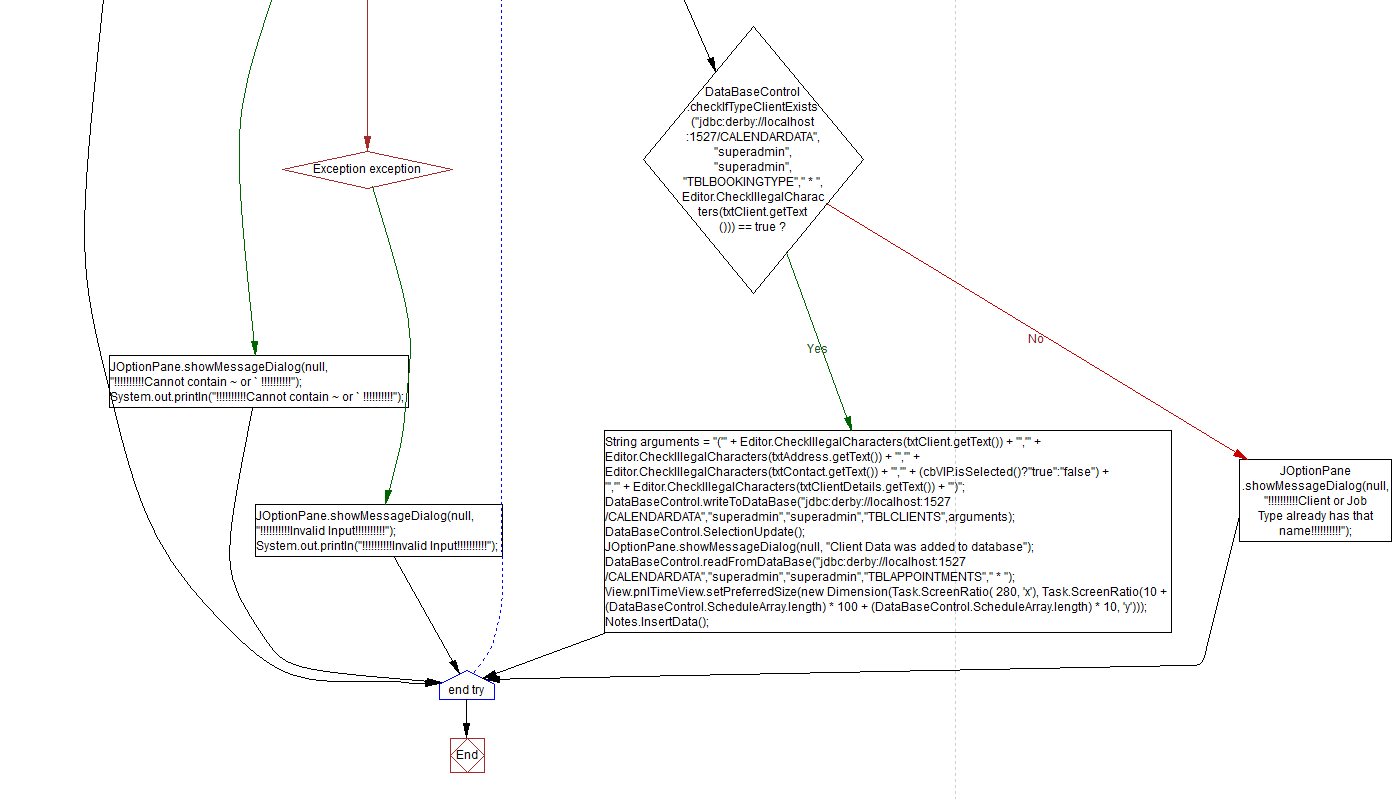 DataBaseControl
.checkIfTypeClientExists
("jdbc:derby://localhost
:1527/CALENDARDATA",
"superadmin",
"superadmin",
"TBLBOOKINGTYPE"," * ",
Editor.CheckIllegalCharac
ters(txtClient.getText
())) == true ?
Exception exception
No
Yes
JOptionPane.showMessageDialog(null,
"!!!!!!!!!!Cannot contain ~ or ` !!!!!!!!!!");
System.out.println("!!!!!!!!!!Cannot contain ~ or ` !!!!!!!!!!");
String arguments = "('" + Editor.CheckIllegalCharacters(txtClient.getText()) + "','" +
Editor.CheckIllegalCharacters(txtAddress.getText()) + "','" +
Editor.CheckIllegalCharacters(txtContact.getText()) + "','" + (cbVIP.isSelected()?"true":"false") +
"','" + Editor.CheckIllegalCharacters(txtClientDetails.getText()) + "')";
DataBaseControl.writeToDataBase("jdbc:derby://localhost:1527
/CALENDARDATA","superadmin","superadmin","TBLCLIENTS",arguments);
DataBaseControl.SelectionUpdate();
JOptionPane.showMessageDialog(null, "Client Data was added to database");
DataBaseControl.readFromDataBase("jdbc:derby://localhost:1527
/CALENDARDATA","superadmin","superadmin","TBLAPPOINTMENTS"," * ");
View.pnlTimeView.setPreferredSize(new Dimension(Task.ScreenRatio( 280, 'x'), Task.ScreenRatio(10 +
(DataBaseControl.ScheduleArray.length) * 100 + (DataBaseControl.ScheduleArray.length) * 10, 'y')));
Notes.InsertData();
JOptionPane
.showMessageDialog(null,
"!!!!!!!!!!Client or Job
Type already has that
name!!!!!!!!!!");
JOptionPane.showMessageDialog(null,
"!!!!!!!!!!Invalid Input!!!!!!!!!!");
System.out.println("!!!!!!!!!!Invalid Input!!!!!!!!!!");
end try
End